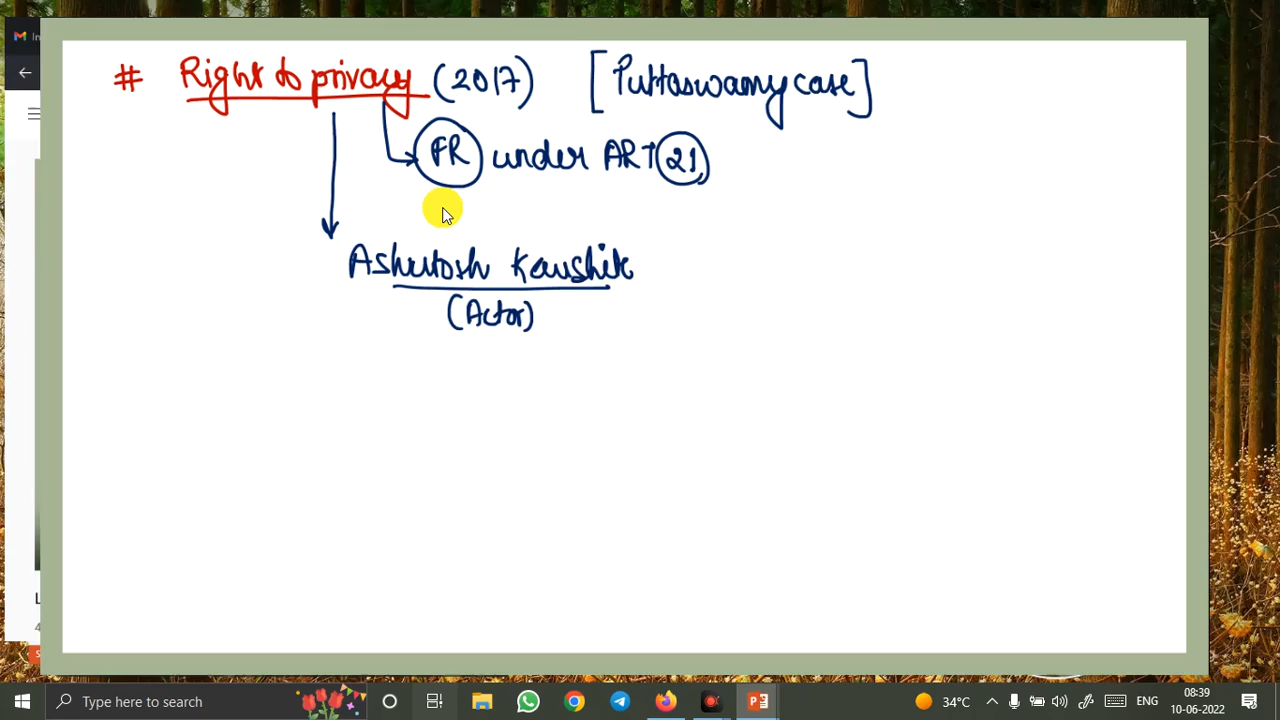 # Right to privacy (2017) [Puttaswamy case]
FR under ART 21,
Ashutosh Kaushik
(Actor)
Type here to search
34°C
ENG
08:39
10-06-2022